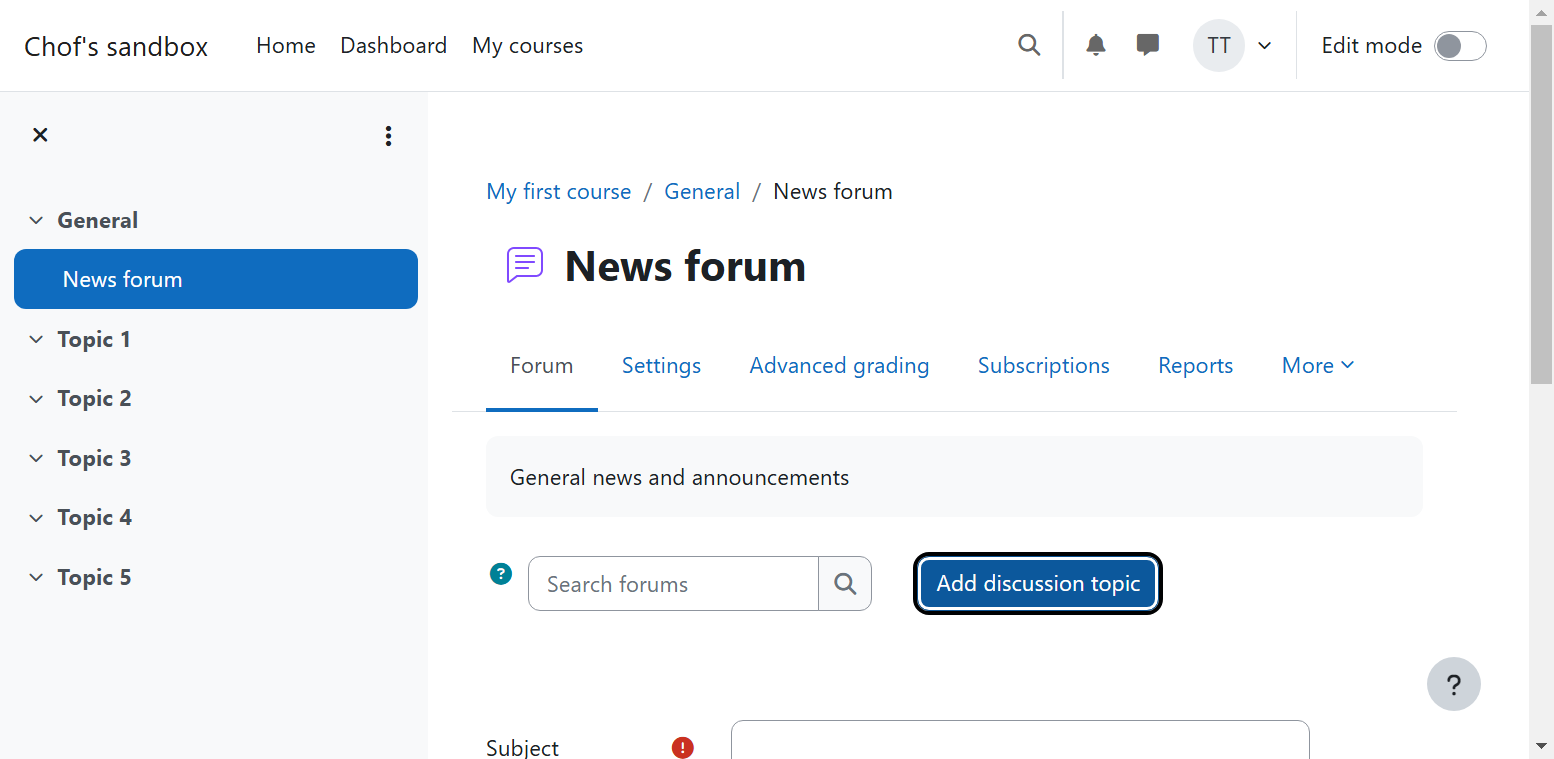 Chof's sandbox Home Dashboard My courses TT Edit mode
General
News forum
Topic 1
Topic 2
Topic 3
Topic 4
Topic 5
My first course / General / News forum
News forum
Forum Settings Advanced grading Subscriptions Reports More
General news and announcements
? Search forums Add discussion topic
?
Subject !